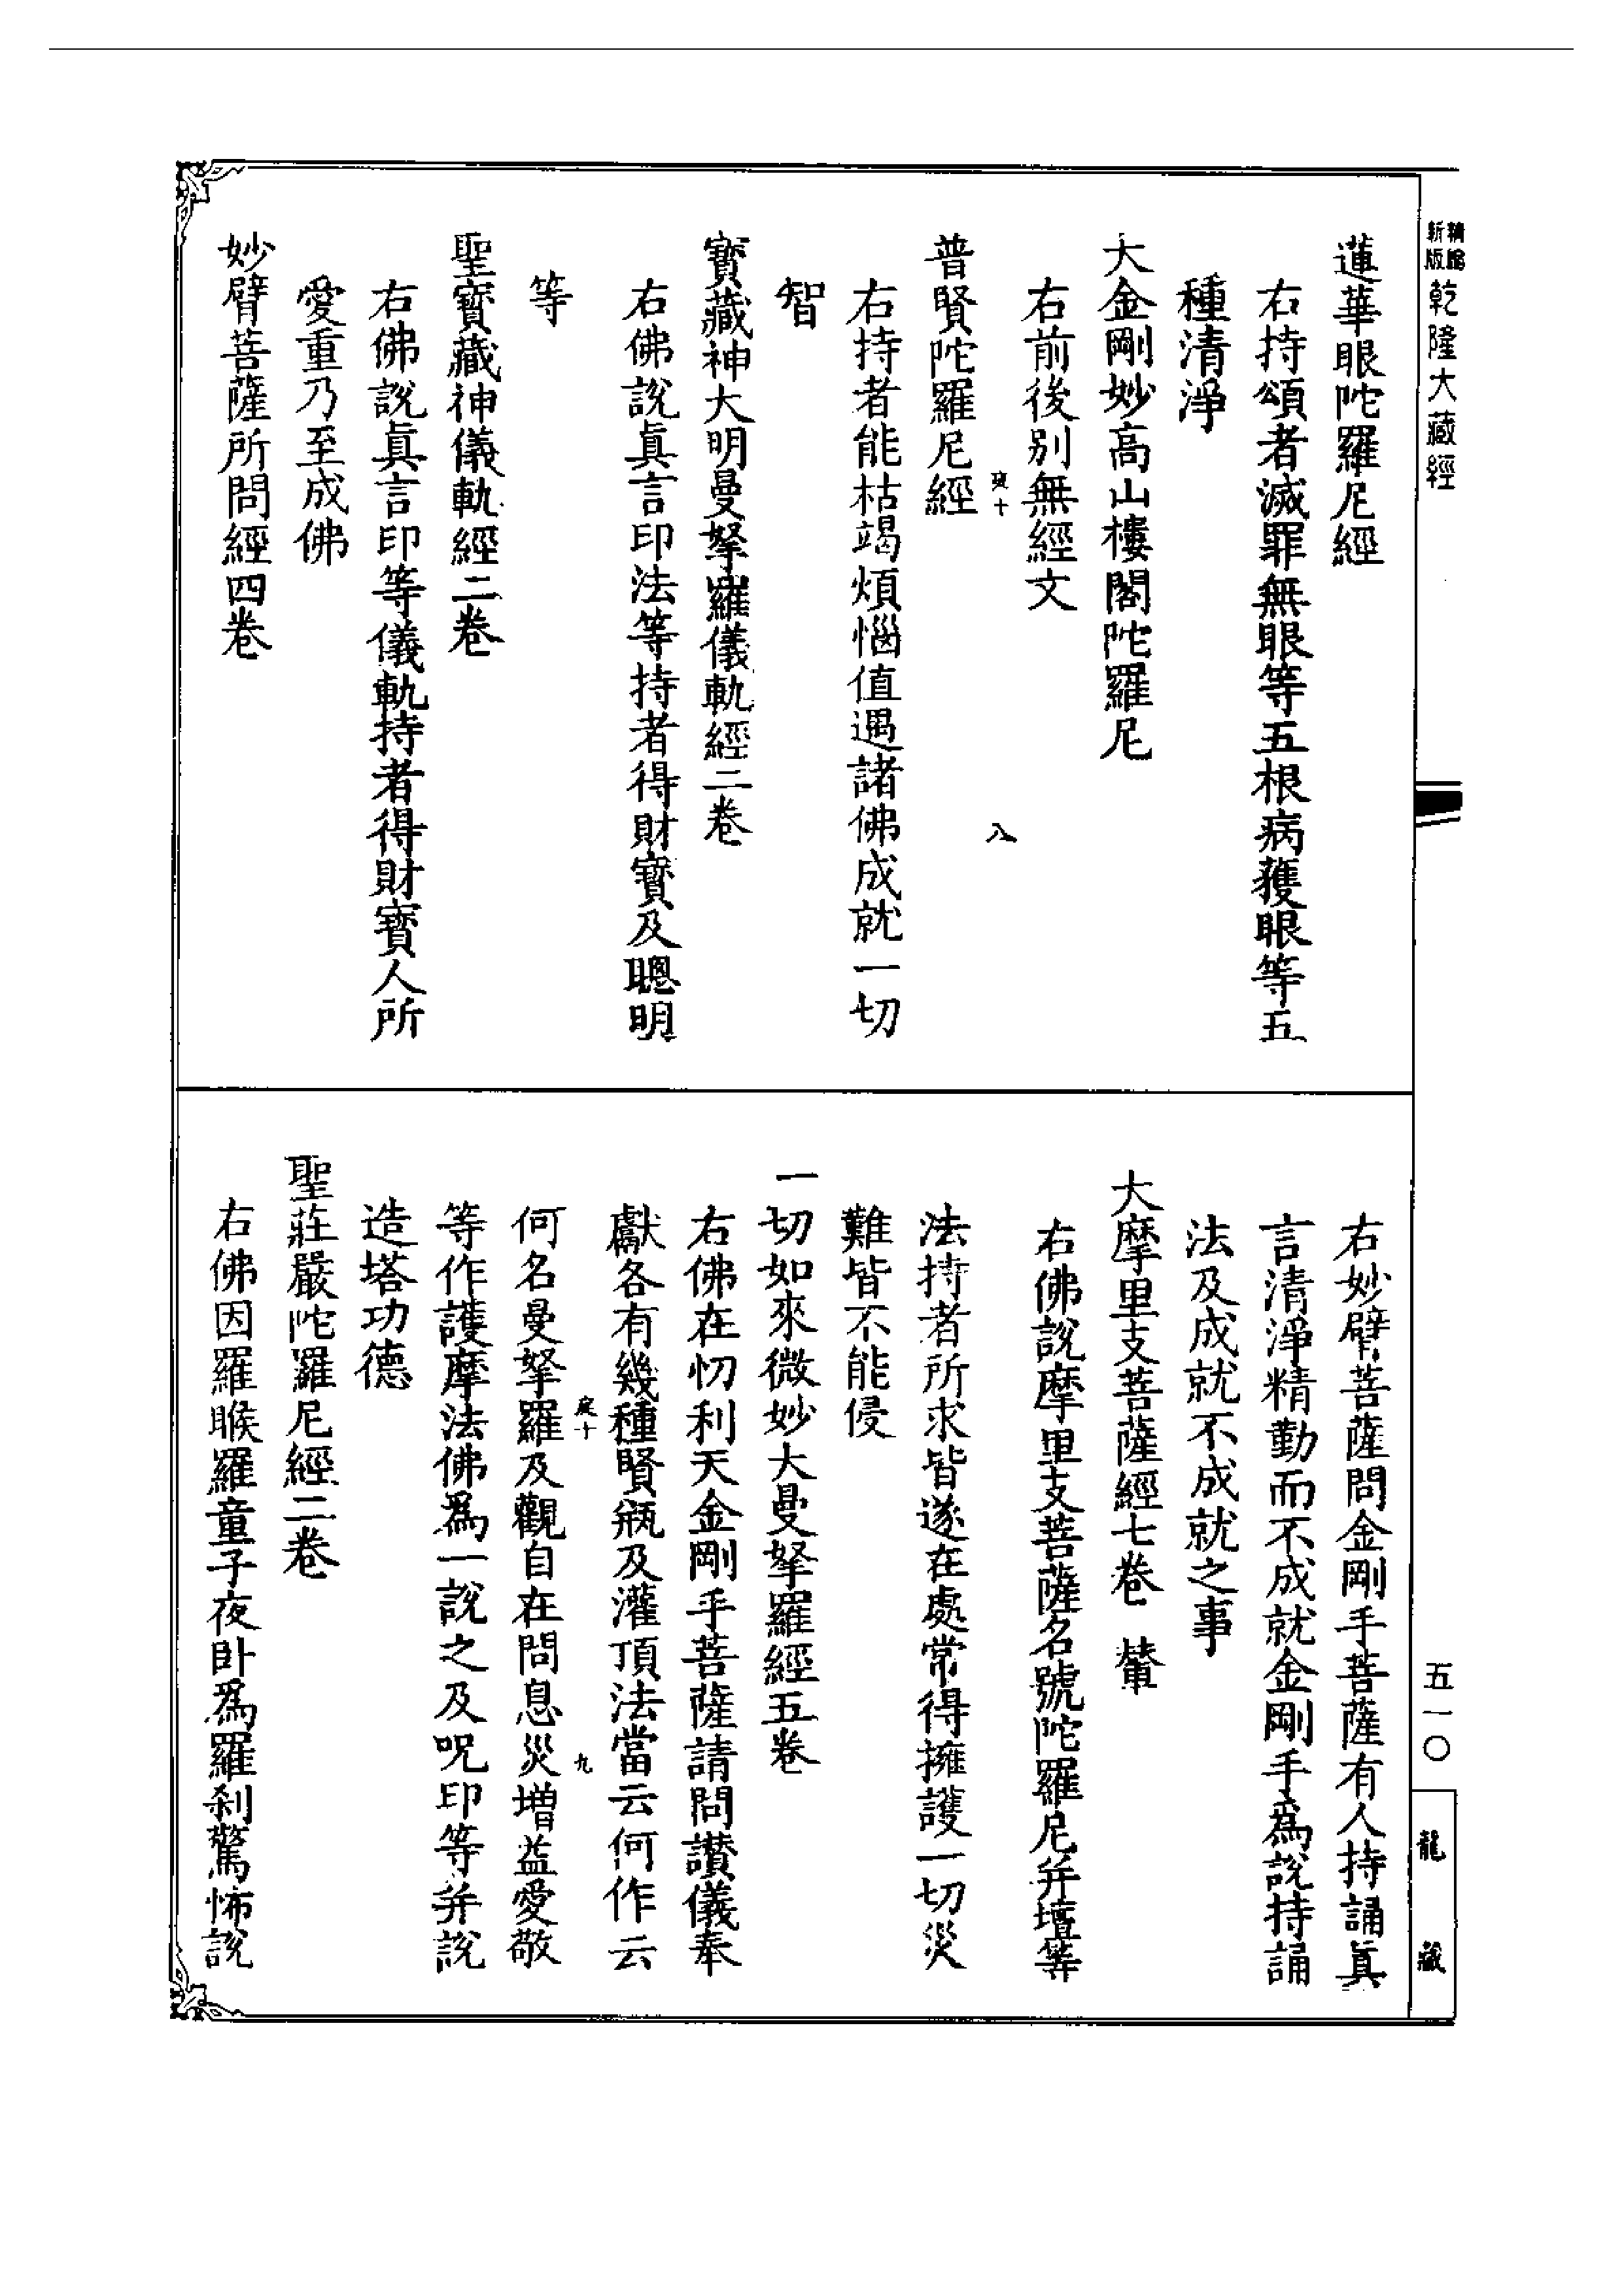 精縮
新版
乾隆大藏經
蓮華眼陀羅尼經
右持頌者滅罪無眼等五根病獲眼等五
種清淨
大金剛妙高山樓閣陀羅尼
右前後別無經文
八
普賢陀羅尼經
右持者能枯竭煩惱值遇諸佛成就一切
智
寶藏神大明曼拏羅儀軌經二卷
右佛說眞言印法等持者得財寶及聰明
等
聖寶藏神儀軌經二卷
右佛說眞言印等儀軌持者得財寶人所
愛重乃至成佛
妙臂菩薩所問經四卷
五一〇
龍藏
右妙臂菩薩問金剛手菩薩有人持誦眞
言清淨精勤而不成就金剛手爲說持誦
法及成就不成就之事
大摩里支菩薩經七卷 輦
右佛說摩里支菩薩名號陀羅尼并壇等
法持者所求皆遂在處常得擁護一切災
難皆不能侵
一切如來微妙大曼拏羅經五卷
右佛在忉利天金剛手菩薩請問讃儀奉
獻各有幾種賢瓶及灌頂法當云何作云
九
何名曼拏羅及觀自在問息災增益愛敬
等作護摩法佛爲一說之及呪印等并說
造塔功德
聖莊嚴陀羅尼經二卷
右佛因羅睺羅童子夜臥爲羅刹驚怖說